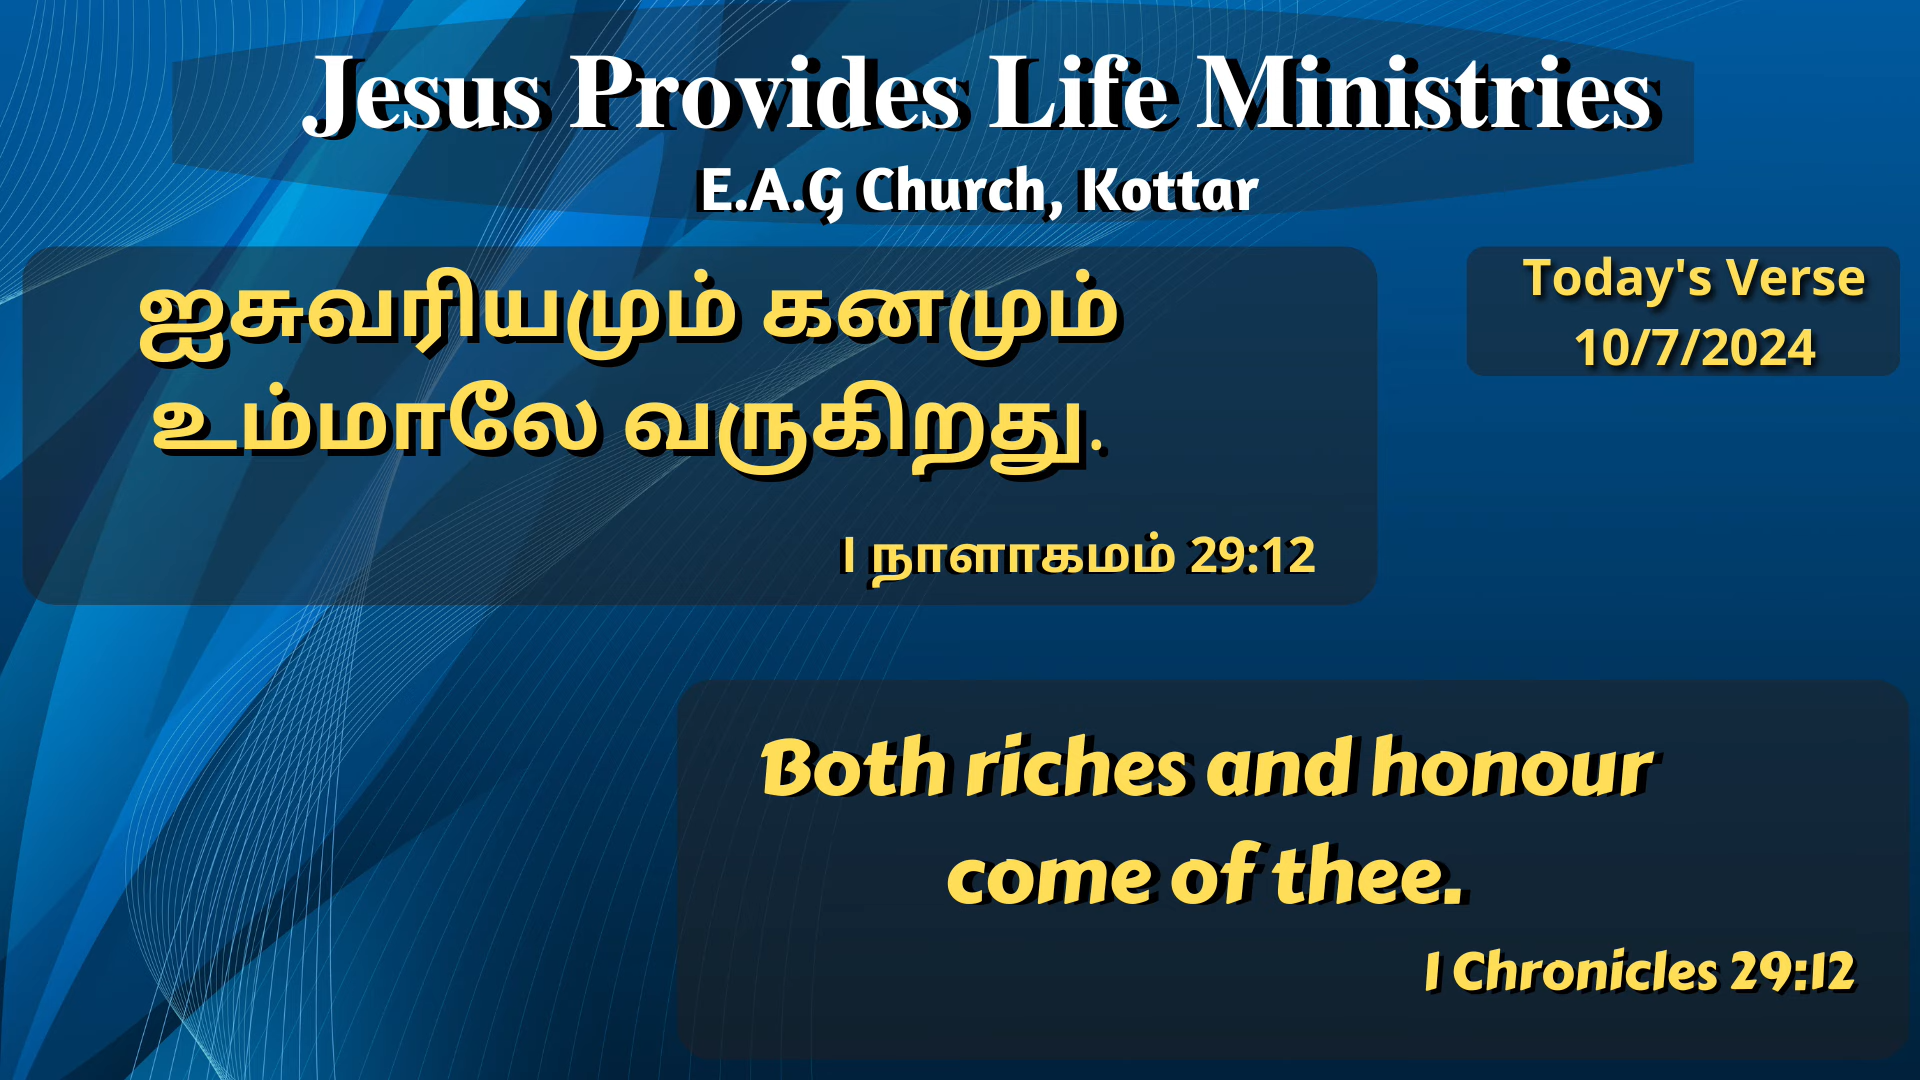 Jesus Provides Life Ministries
E.A.G Church, Kottar
ஐசுவரியமும் கனமும்
உம்மாலே வருகிறது.
I நாளாகமம் 29:12
Today's Verse
10/7/2024
Both riches and honour
come of thee.
I Chronicles 29:12